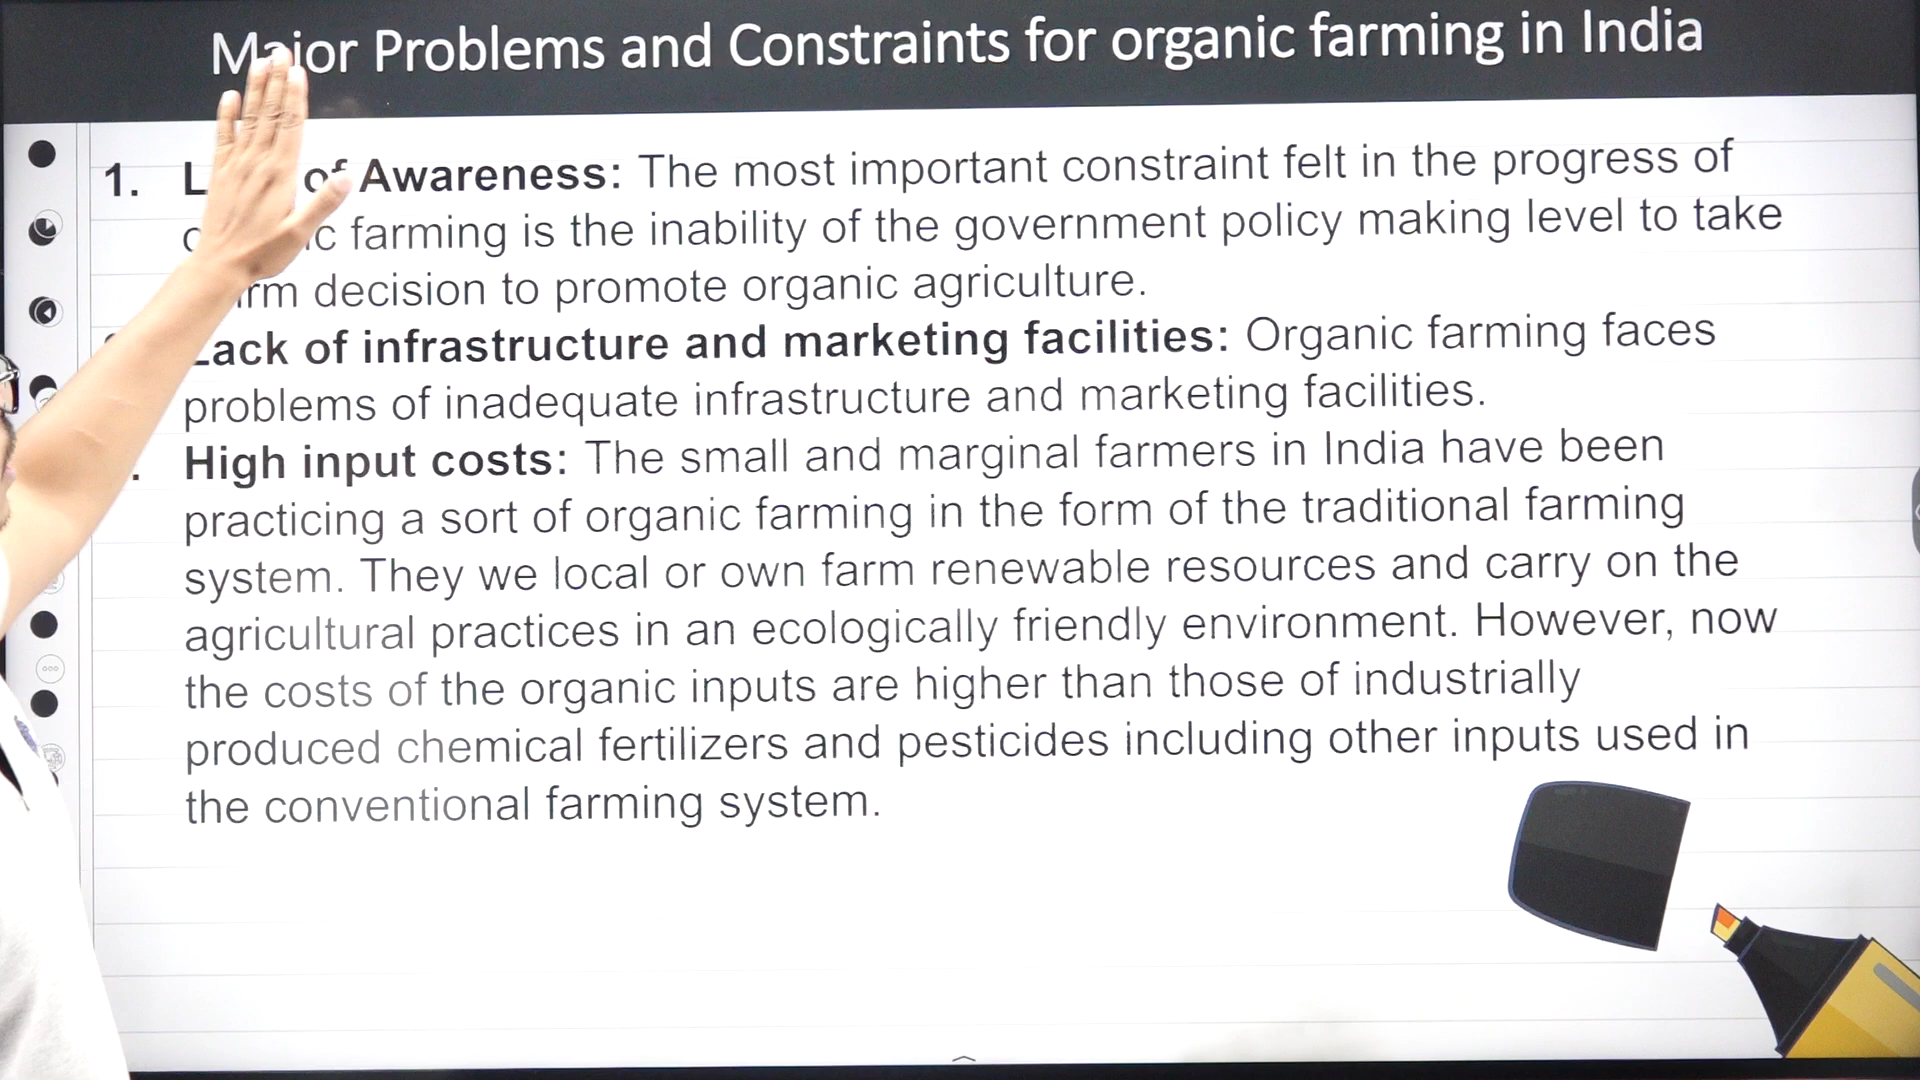 Major Problems and Constraints for organic farming in India
1. of Awareness: The most important constraint felt in the progress of
farming is the inability of the government policy making level to take
decision to promote organic agriculture.
Lack of infrastructure and marketing facilities: Organic farming faces
problems of inadequate infrastructure and marketing facilities.
High input costs: The small and marginal farmers in India have been
practicing a sort of organic farming in the form of the traditional farming
system. They we local or own farm renewable resources and carry on the
agricultural practices in an ecologically friendly environment. However, now
the costs of the organic inputs are higher than those of industrially
produced chemical fertilizers and pesticides including other inputs used in
the conventional farming system.